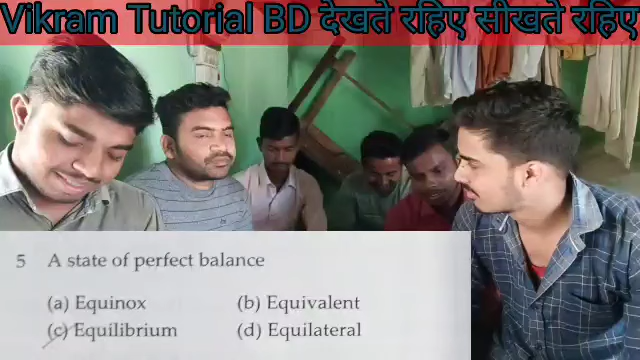 Vikram Tutorial BD देखते रहिए सीखते रहिए
5 A state of perfect balance
(a) Equinox (b) Equivalent
(c) Equilibrium (d) Equilateral